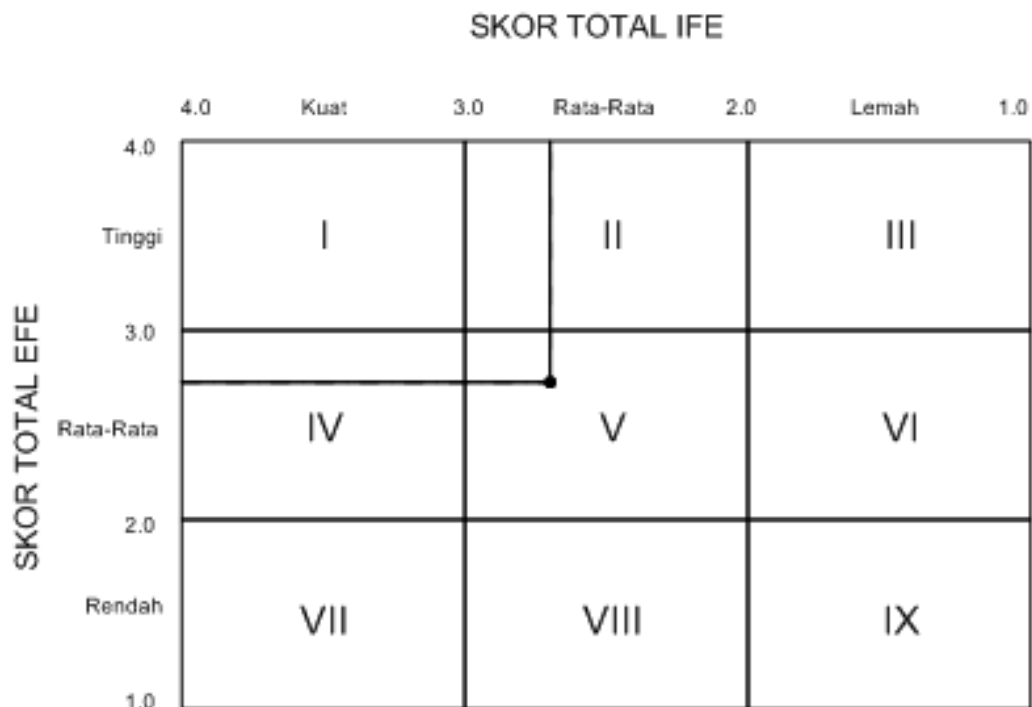 SKOR TOTAL IFE
4.0 Kuat 3.0 Rata-Rata 2.0 Lemah 1.0
4.0
Tinggi I II III
3.0
SKOR TOTAL EFE
Rata-Rata IV V VI
2.0
Rendah VII VIII IX
1.0